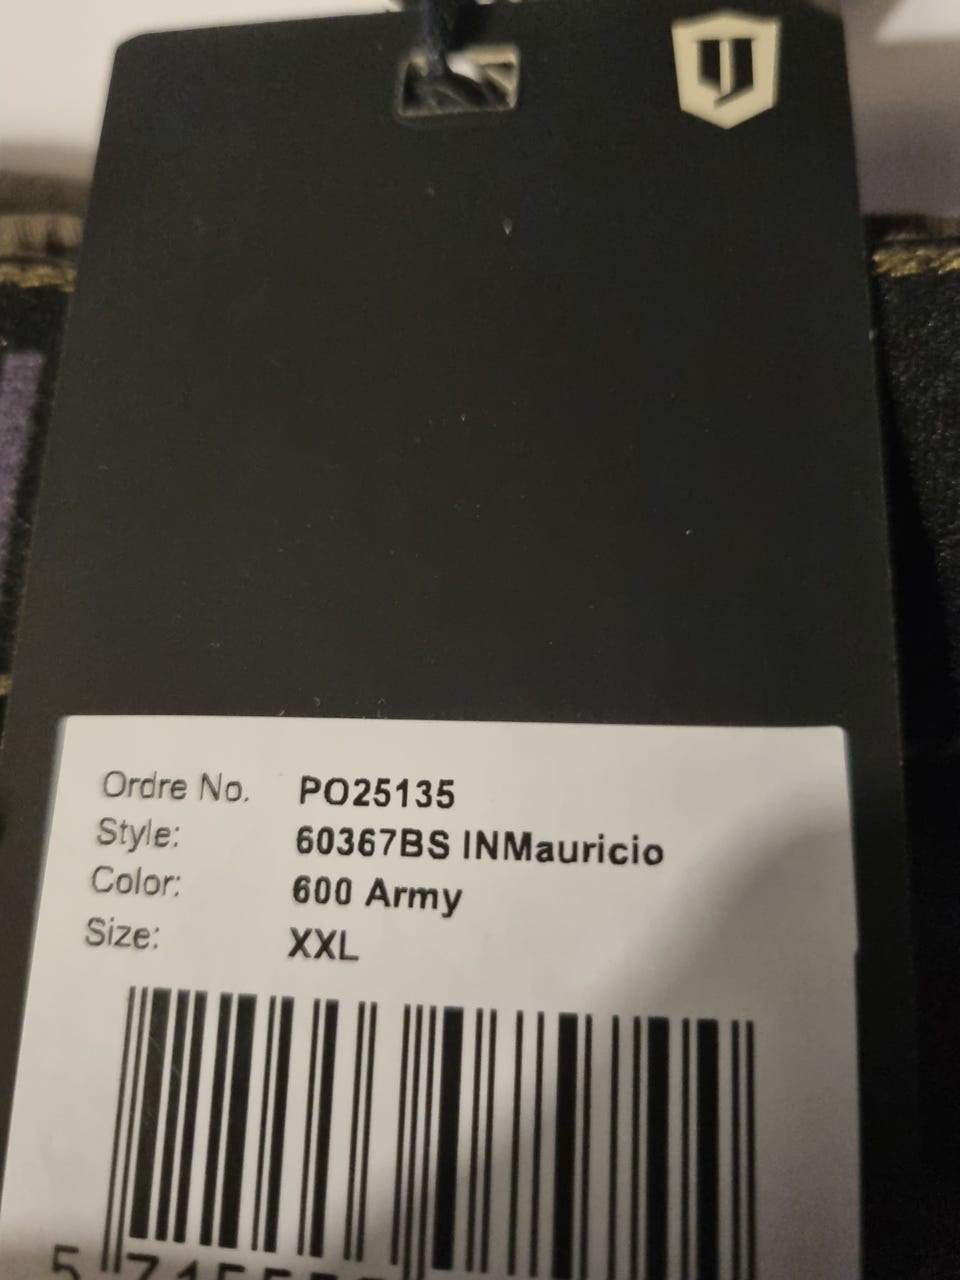 Ordre No. PO25135
Style: 60367BS INMauricio
Color: 600 Army
Size: XXL